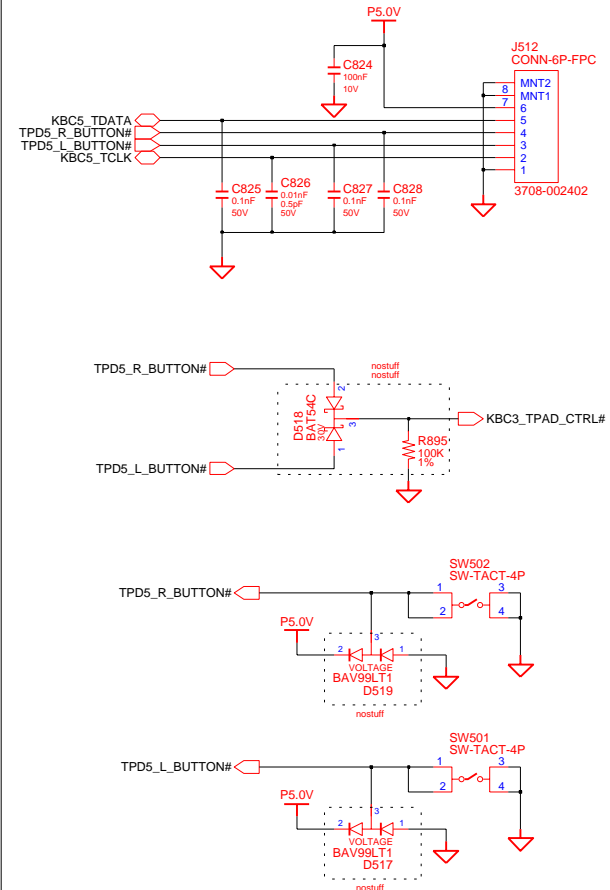 P5.0V
J512
CONN-6P-FPC
C824
100nF
10V
MNT2
8
MNT1
7
6
KBC5_TDATA
5
TPD5_R_BUTTON#
4
TPD5_L_BUTTON#
3
KBC5_TCLK
2
1
C825
0.1nF
50V
C826
0.01nF
0.5pF
50V
C827
0.1nF
50V
C828
0.1nF
50V
3708-002402
TPD5_R_BUTTON#
nostuff
nostuff
2
D518
BAT54C
30V
3
KBC3_TPAD_CTRL#
R895
100K
1%
1
TPD5_L_BUTTON#
SW502
SW-TACT-4P
TPD5_R_BUTTON#
1
3
2
4
P5.0V
3
2
1
VOLTAGE
BAV99LT1
D519
nostuff
SW501
SW-TACT-4P
TPD5_L_BUTTON#
1
3
2
4
P5.0V
3
2
1
VOLTAGE
BAV99LT1
D517
nostuff